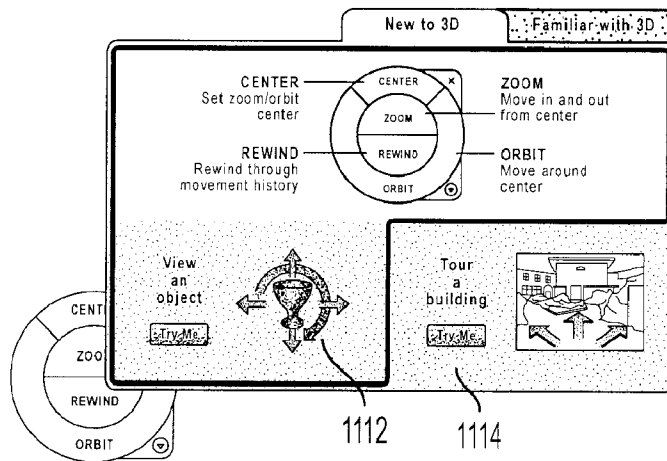 New to 3D
Familiar with 3D
CENTER
Set zoom/orbit
center
REWIND
Rewind through
movement history
CENTER
×
ZOOM
REWIND
ORBIT
ZOOM
Move in and out
from center
ORBIT
Move around
center
View
an
object
Try Me
Tour
a
building
Try Me
CENT
ZOO
REWIND
ORBIT
1112
1114